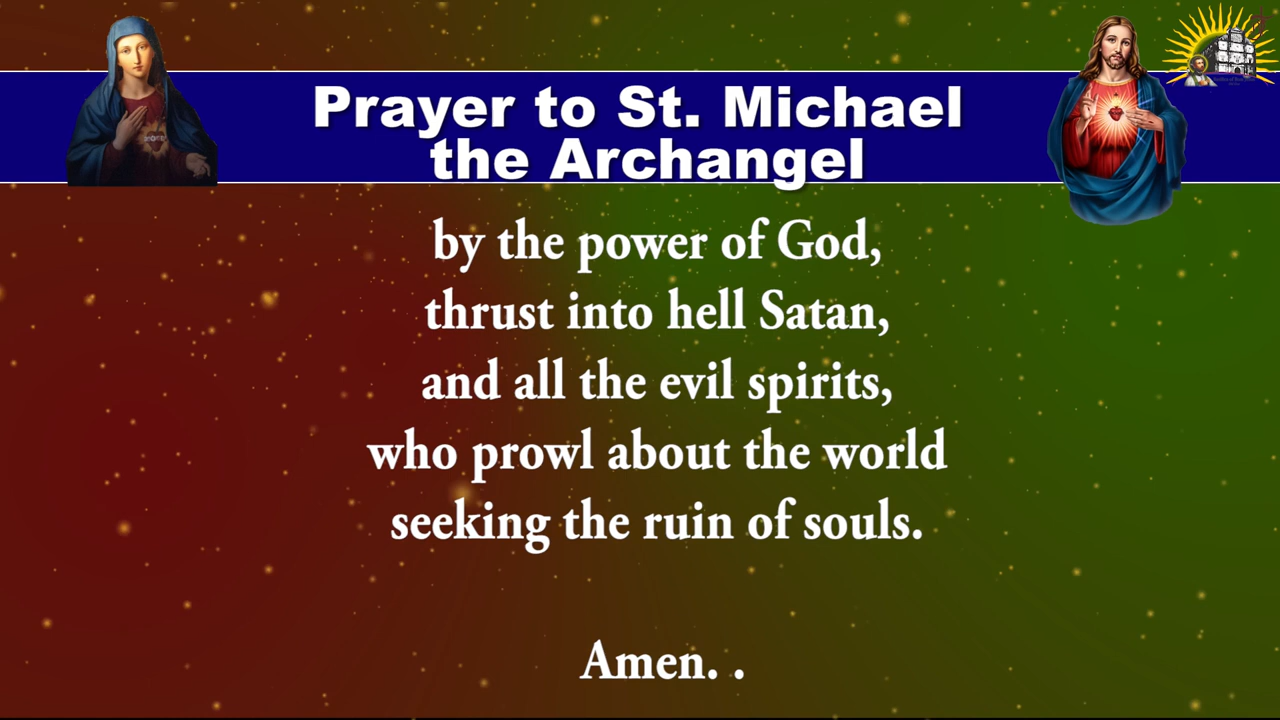 Prayer to St. Michael
the Archangel
by the power of God,
thrust into hell Satan,
and all the evil spirits,
who prowl about the world
seeking the ruin of souls.
Amen. .